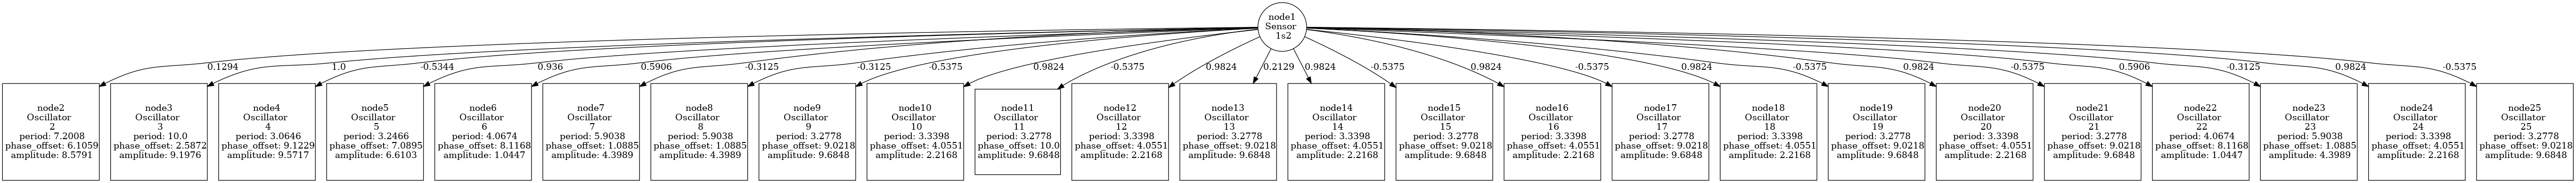 node1
Sensor
1s2
0.1294
1.0
-0.5344
0.936
0.5906
-0.3125
-0.3125
-0.5375
0.9824
-0.5375
0.9824
0.2129
0.9824
-0.5375
0.9824
-0.5375
0.9824
-0.5375
0.9824
-0.5375
0.5906
-0.3125
0.9824
-0.5375
node2
Oscillator
2
period: 7.2008
phase_offset: 6.1059
amplitude: 8.5791
node3
Oscillator
3
period: 10.0
phase_offset: 2.5872
amplitude: 9.1976
node4
Oscillator
4
period: 3.0646
phase_offset: 9.1229
amplitude: 9.5717
node5
Oscillator
5
period: 3.2466
phase_offset: 7.0895
amplitude: 6.6103
node6
Oscillator
6
period: 4.0674
phase_offset: 8.1168
amplitude: 1.0447
node7
Oscillator
7
period: 5.9038
phase_offset: 1.0885
amplitude: 4.3989
node8
Oscillator
8
period: 5.9038
phase_offset: 1.0885
amplitude: 4.3989
node9
Oscillator
9
period: 3.2778
phase_offset: 9.0218
amplitude: 9.6848
node10
Oscillator
10
period: 3.3398
phase_offset: 4.0551
amplitude: 2.2168
node11
Oscillator
11
period: 3.2778
phase_offset: 10.0
amplitude: 9.6848
node12
Oscillator
12
period: 3.3398
phase_offset: 4.0551
amplitude: 2.2168
node13
Oscillator
13
period: 3.2778
phase_offset: 9.0218
amplitude: 9.6848
node14
Oscillator
14
period: 3.3398
phase_offset: 4.0551
amplitude: 2.2168
node15
Oscillator
15
period: 3.2778
phase_offset: 9.0218
amplitude: 9.6848
node16
Oscillator
16
period: 3.3398
phase_offset: 4.0551
amplitude: 2.2168
node17
Oscillator
17
period: 3.2778
phase_offset: 9.0218
amplitude: 9.6848
node18
Oscillator
18
period: 3.3398
phase_offset: 4.0551
amplitude: 2.2168
node19
Oscillator
19
period: 3.2778
phase_offset: 9.0218
amplitude: 9.6848
node20
Oscillator
20
period: 3.3398
phase_offset: 4.0551
amplitude: 2.2168
node21
Oscillator
21
period: 3.2778
phase_offset: 9.0218
amplitude: 9.6848
node22
Oscillator
22
period: 4.0674
phase_offset: 8.1168
amplitude: 1.0447
node23
Oscillator
23
period: 5.9038
phase_offset: 1.0885
amplitude: 4.3989
node24
Oscillator
24
period: 3.3398
phase_offset: 4.0551
amplitude: 2.2168
node25
Oscillator
25
period: 3.2778
phase_offset: 9.0218
amplitude: 9.6848